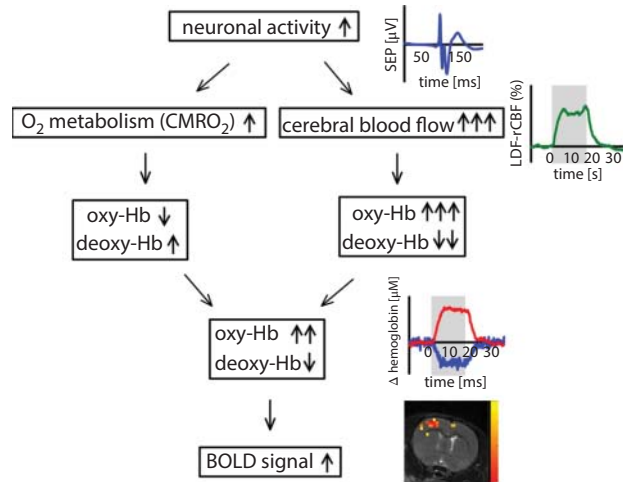 neuronal activity ↑
SEP [µV]
50 150
time [ms]
O₂ metabolism (CMRO₂) ↑
cerebral blood flow ↑↑↑
LDF-rCBF (%)
0 10 20 30
time [s]
oxy-Hb ↓
deoxy-Hb ↑
oxy-Hb ↑↑↑
deoxy-Hb ↓↓
oxy-Hb ↑↑
deoxy-Hb ↓
Δ hemoglobin [µM]
0 10 20 30
time [ms]
BOLD signal ↑